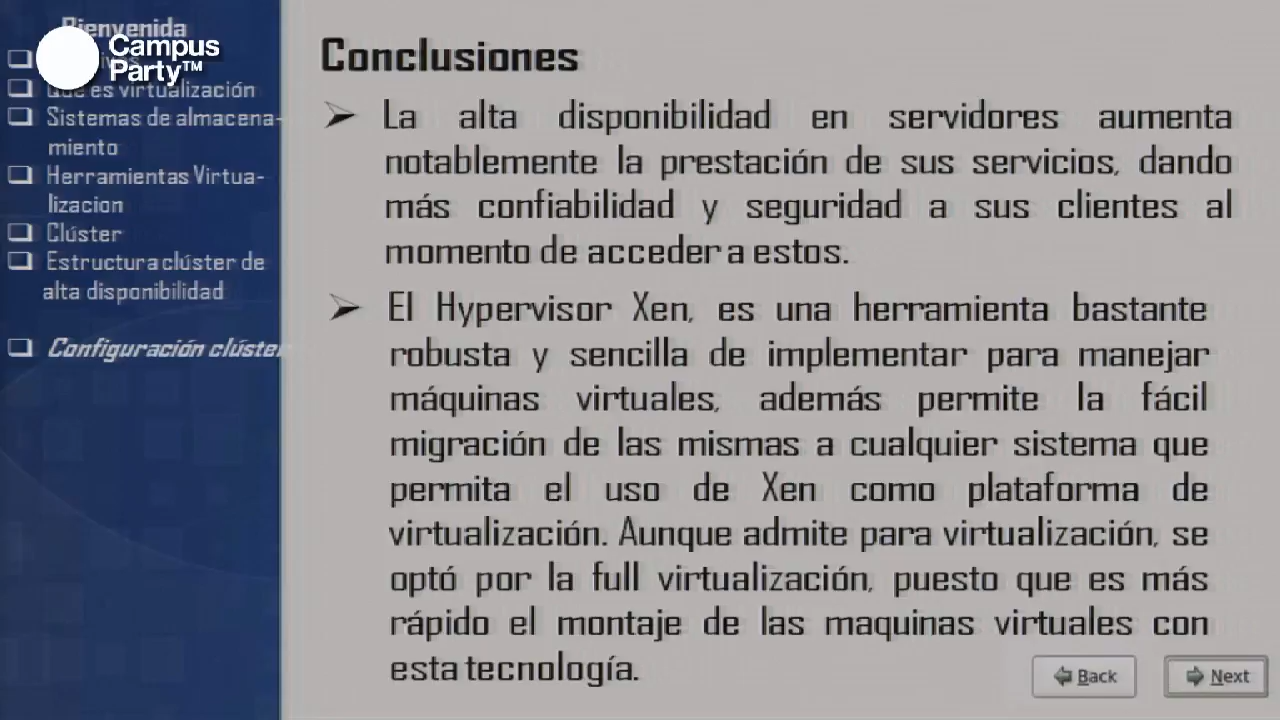 Bienvenida
Campus
Party™
Qué es virtualización
Sistemas de almacena-
miento
Herramientas Virtua-
lizacion
Clúster
Estructura clúster de
alta disponibilidad
Configuración clúster
Conclusiones
La alta disponibilidad en servidores aumenta
notablemente la prestación de sus servicios, dando
más confiabilidad y seguridad a sus clientes al
momento de acceder a estos.
El Hypervisor Xen, es una herramienta bastante
robusta y sencilla de implementar para manejar
máquinas virtuales, además permite la fácil
migración de las mismas a cualquier sistema que
permita el uso de Xen como plataforma de
virtualización. Aunque admite para virtualización, se
optó por la full virtualización, puesto que es más
rápido el montaje de las maquinas virtuales con
esta tecnología.
Back
Next